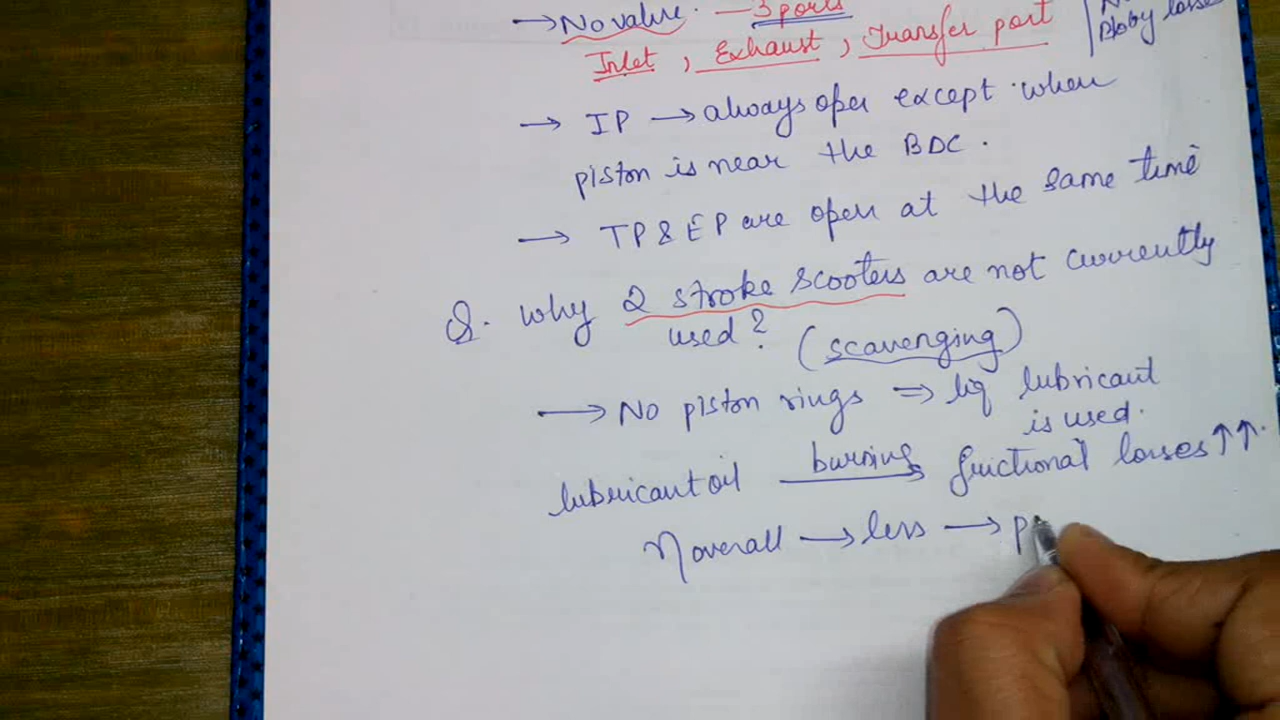 → No valve. — 3 ports
Inlet, Exhaust, Transfer port
Bloby losse
→ IP → always open except when
piston is near the BDC.
→ TP & EP are open at the same time
Q. Why 2 stroke scooters are not currently
used? (scavenging)
→ No piston rings ⇒ liq lubricant
is used.
lubricant oil burning → frictional losses ↑↑.
η overall → less → p